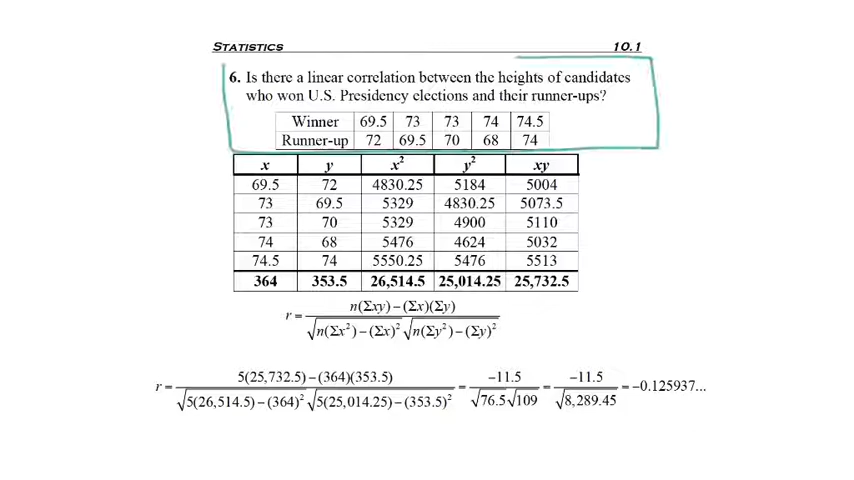 STATISTICS 10.1
6. Is there a linear correlation between the heights of candidates
who won U.S. Presidency elections and their runner-ups?
Winner 69.5 73 73 74 74.5
Runner-up 72 69.5 70 68 74
x y x² y² xy
69.5 72 4830.25 5184 5004
73 69.5 5329 4830.25 5073.5
73 70 5329 4900 5110
74 68 5476 4624 5032
74.5 74 5550.25 5476 5513
364 353.5 26,514.5 25,014.25 25,732.5
r = n(Σxy) − (Σx)(Σy) / √n(Σx²) − (Σx)² √n(Σy²) − (Σy)²
r = 5(25,732.5) − (364)(353.5) / √5(26,514.5) − (364)² √5(25,014.25) − (353.5)² = −11.5 / √76.5√109 = −11.5 / √8,289.45 = −0.125937...